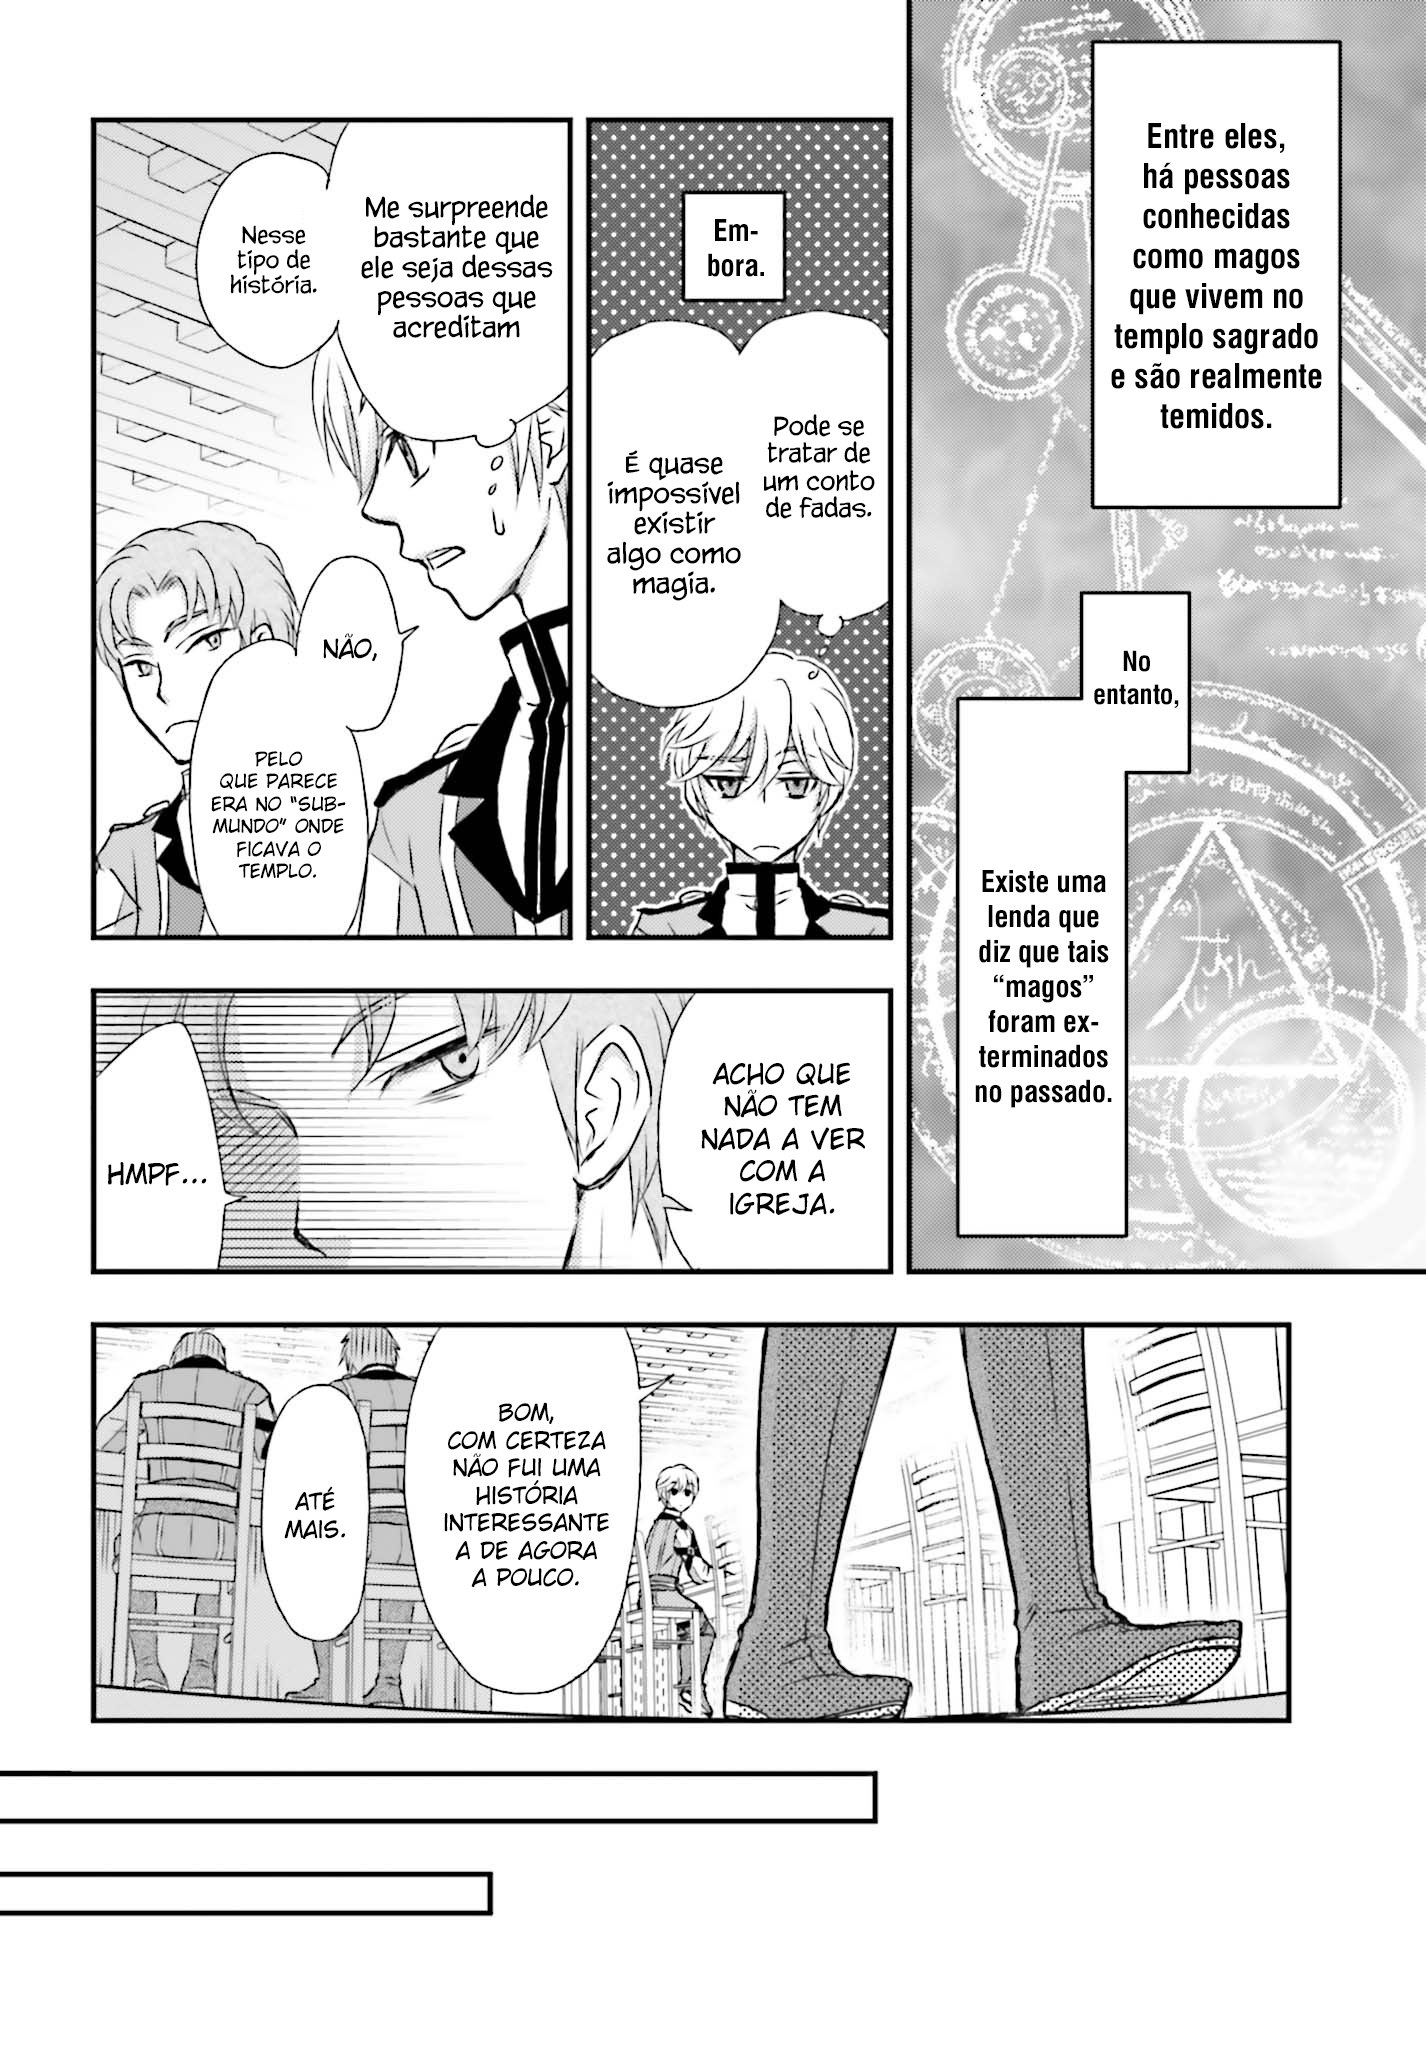 Entre eles,
há pessoas
conhecidas
como magos
que vivem no
templo sagrado
e são realmente
temidos.
No
entanto,
Existe uma
lenda que
diz que tais
“magos”
foram ex-
terminados
no passado.
Em-
bora.
Pode se
tratar de
um conto
de fadas.
É quase
impossível
existir
algo como
magia.
Me surpreende
bastante que
ele seja dessas
pessoas que
acreditam
Nesse
tipo de
história.
NÃO,
PELO
QUE PARECE
ERA NO “SUB-
MUNDO” ONDE
FICAVA O
TEMPLO.
ACHO QUE
NÃO TEM
NADA A VER
COM A
IGREJA.
HMPF...
BOM,
COM CERTEZA
NÃO FUI UMA
HISTÓRIA
INTERESSANTE
A DE AGORA
A POUCO.
ATÉ
MAIS.